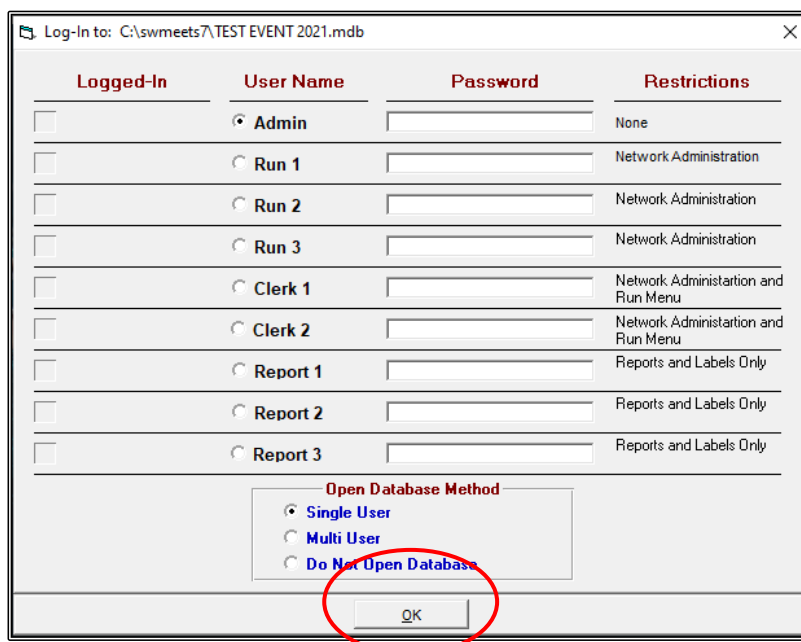 Log-In to: C:\swmeets7\TEST EVENT 2021.mdb
Logged-In User Name Password Restrictions
Admin None
Run 1 Network Administration
Run 2 Network Administration
Run 3 Network Administration
Clerk 1 Network Administartion and
Run Menu
Clerk 2 Network Administartion and
Run Menu
Report 1 Reports and Labels Only
Report 2 Reports and Labels Only
Report 3 Reports and Labels Only
Open Database Method
Single User
Multi User
Do Not Open Database
OK